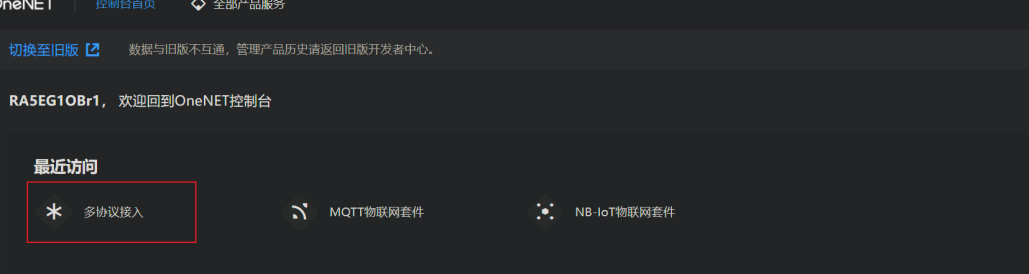 OneNET 控制台首页 全部产品服务
切换至旧版 数据与旧版不互通，管理产品历史请返回旧版开发者中心。
RA5EG1OBr1， 欢迎回到OneNET控制台
最近访问
多协议接入 MQTT物联网套件 NB-IoT物联网套件